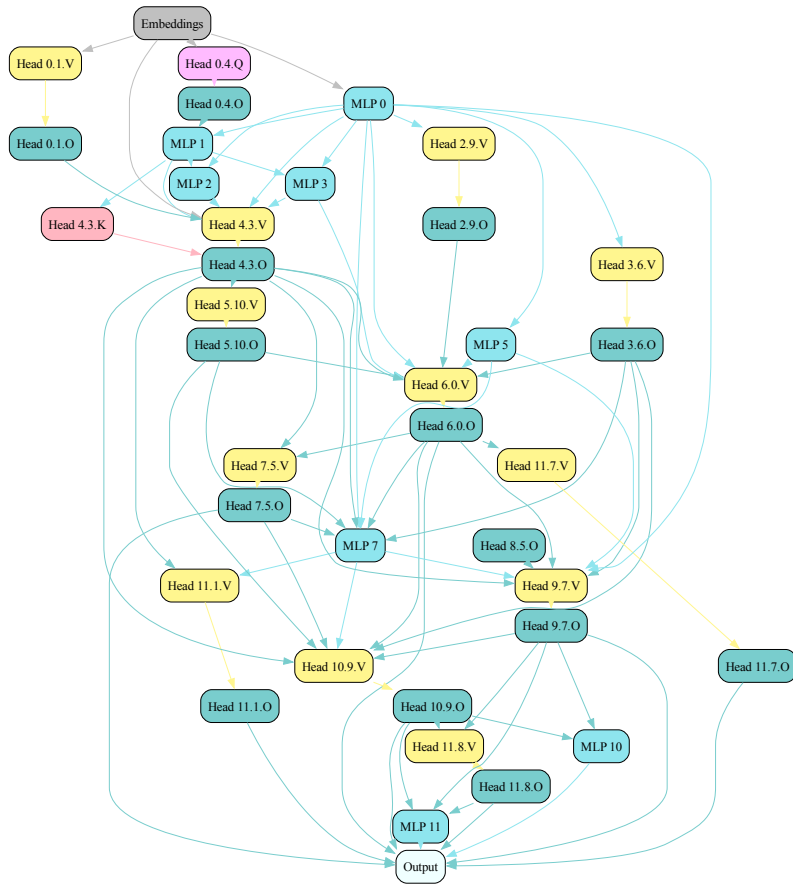 Embeddings
Head 0.1.V
Head 0.4.Q
Head 0.4.O
MLP 0
Head 0.1.O
MLP 1
Head 2.9.V
MLP 2
MLP 3
Head 4.3.K
Head 4.3.V
Head 2.9.O
Head 4.3.O
Head 3.6.V
Head 5.10.V
Head 5.10.O
MLP 5
Head 3.6.O
Head 6.0.V
Head 6.0.O
Head 7.5.V
Head 11.7.V
Head 7.5.O
MLP 7
Head 8.5.O
Head 11.1.V
Head 9.7.V
Head 9.7.O
Head 10.9.V
Head 11.7.O
Head 11.1.O
Head 10.9.O
Head 11.8.V
MLP 10
Head 11.8.O
MLP 11
Output